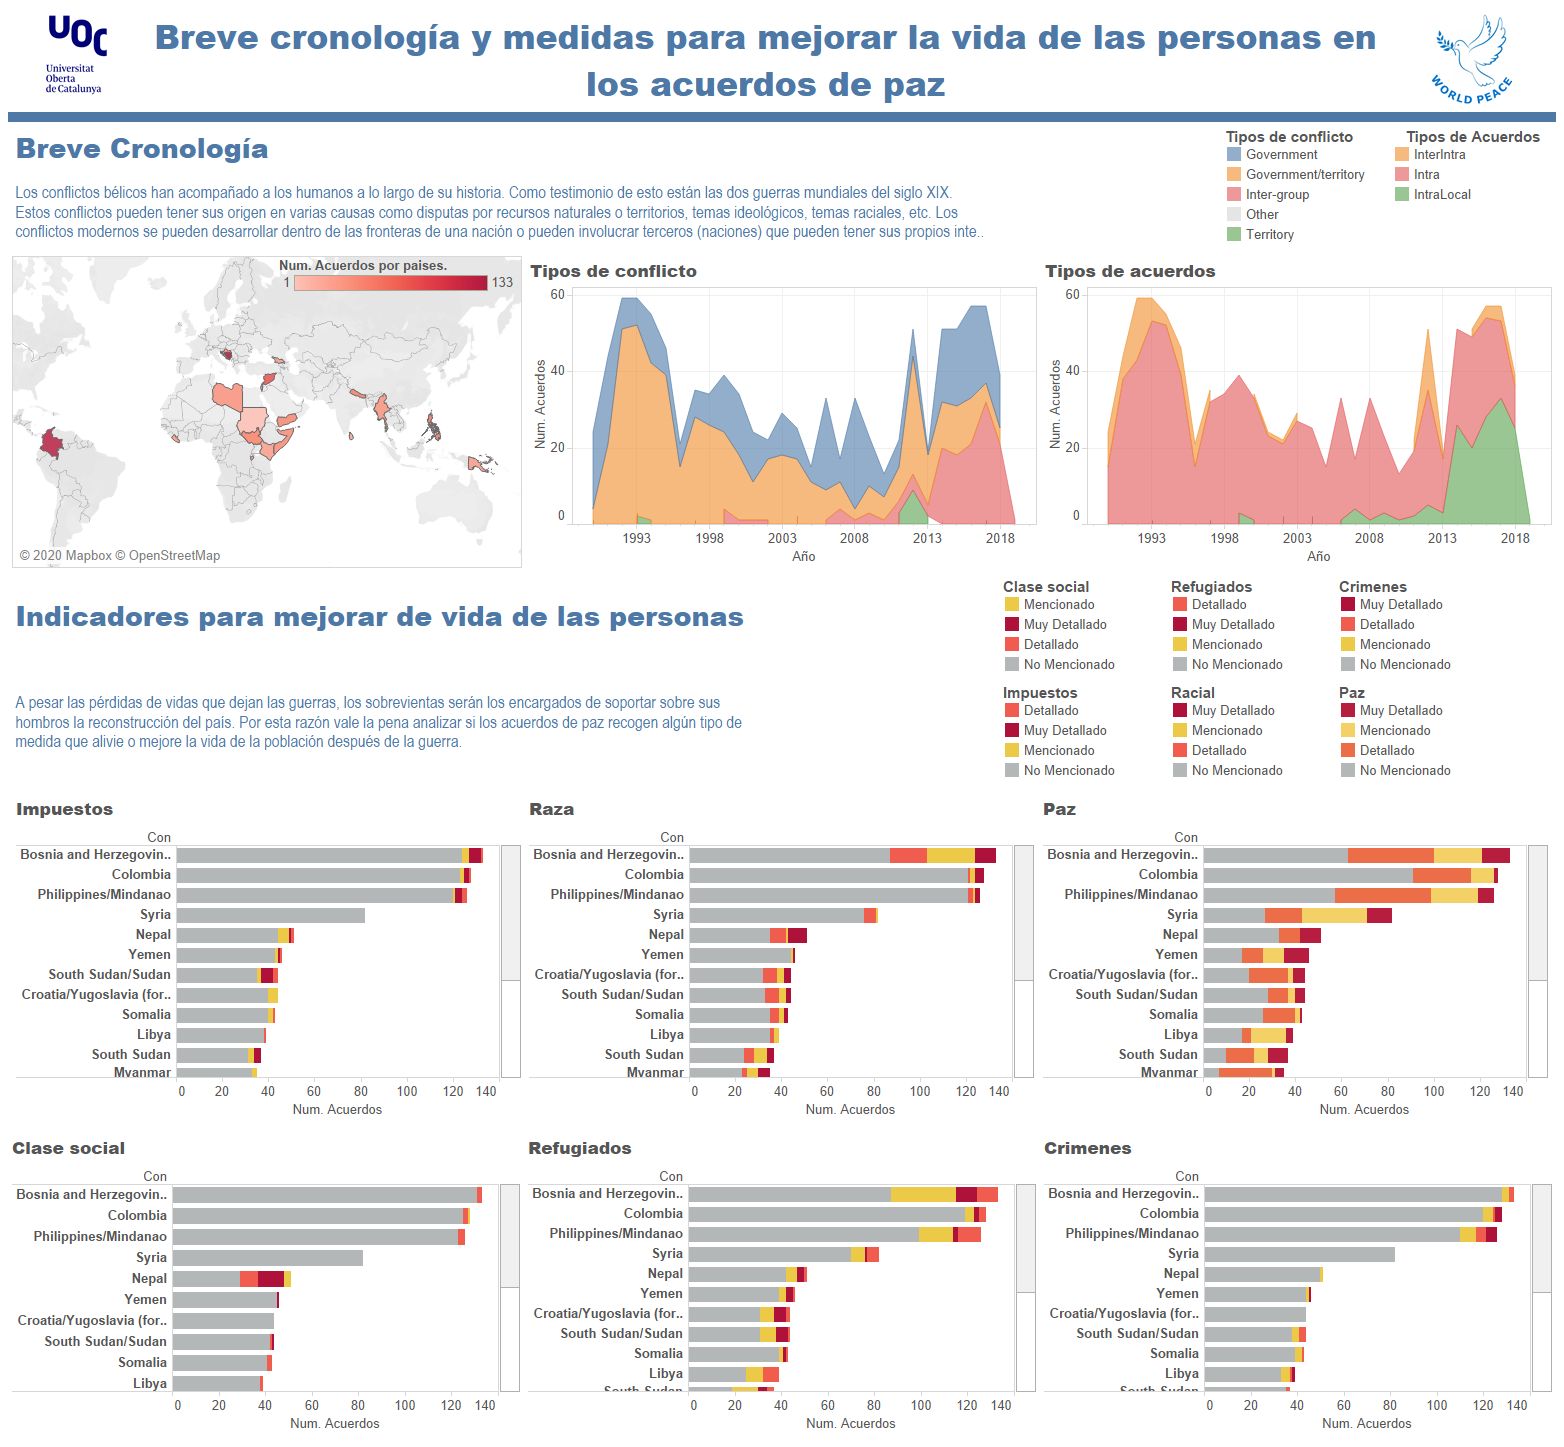 UOC
Universitat
Oberta
de Catalunya
Breve cronología y medidas para mejorar la vida de las personas en
los acuerdos de paz
WORLD PEACE
Breve Cronología
Los conflictos bélicos han acompañado a los humanos a lo largo de su historia. Como testimonio de esto están las dos guerras mundiales del siglo XIX.
Estos conflictos pueden tener sus origen en varias causas como disputas por recursos naturales o territorios, temas ideológicos, temas raciales, etc. Los
conflictos modernos se pueden desarrollar dentro de las fronteras de una nación o pueden involucrar terceros (naciones) que pueden tener sus propios inte..
Tipos de conflicto
Government
Government/territory
Inter-group
Other
Territory
Tipos de Acuerdos
InterIntra
Intra
IntraLocal
Num. Acuerdos por paises.
1 133
© 2020 Mapbox © OpenStreetMap
Tipos de conflicto
Num. Acuerdos
60
40
20
0
1993 1998 2003 2008 2013 2018
Año
Tipos de acuerdos
Num. Acuerdos
60
40
20
0
1993 1998 2003 2008 2013 2018
Año
Indicadores para mejorar de vida de las personas
A pesar las pérdidas de vidas que dejan las guerras, los sobrevientas serán los encargados de soportar sobre sus
hombros la reconstrucción del país. Por esta razón vale la pena analizar si los acuerdos de paz recogen algún tipo de
medida que alivie o mejore la vida de la población después de la guerra.
Clase social
Mencionado
Muy Detallado
Detallado
No Mencionado
Refugiados
Detallado
Muy Detallado
Mencionado
No Mencionado
Crimenes
Muy Detallado
Detallado
Mencionado
No Mencionado
Impuestos
Detallado
Muy Detallado
Mencionado
No Mencionado
Racial
Muy Detallado
Mencionado
Detallado
No Mencionado
Paz
Muy Detallado
Mencionado
Detallado
No Mencionado
Impuestos
Con
Bosnia and Herzegovin..
Colombia
Philippines/Mindanao
Syria
Nepal
Yemen
South Sudan/Sudan
Croatia/Yugoslavia (for..
Somalia
Libya
South Sudan
Myanmar
0 20 40 60 80 100 120 140
Num. Acuerdos
Raza
Con
Bosnia and Herzegovin..
Colombia
Philippines/Mindanao
Syria
Nepal
Yemen
Croatia/Yugoslavia (for..
South Sudan/Sudan
Somalia
Libya
South Sudan
Myanmar
0 20 40 60 80 100 120 140
Num. Acuerdos
Paz
Con
Bosnia and Herzegovin..
Colombia
Philippines/Mindanao
Syria
Nepal
Yemen
Croatia/Yugoslavia (for..
South Sudan/Sudan
Somalia
Libya
South Sudan
Myanmar
0 20 40 60 80 100 120 140
Num. Acuerdos
Clase social
Con
Bosnia and Herzegovin..
Colombia
Philippines/Mindanao
Syria
Nepal
Yemen
Croatia/Yugoslavia (for..
South Sudan/Sudan
Somalia
Libya
0 20 40 60 80 100 120 140
Num. Acuerdos
Refugiados
Con
Bosnia and Herzegovin..
Colombia
Philippines/Mindanao
Syria
Nepal
Yemen
Croatia/Yugoslavia (for..
South Sudan/Sudan
Somalia
Libya
South Sudan
0 20 40 60 80 100 120 140
Num. Acuerdos
Crimenes
Con
Bosnia and Herzegovin..
Colombia
Philippines/Mindanao
Syria
Nepal
Yemen
Croatia/Yugoslavia (for..
South Sudan/Sudan
Somalia
Libya
South Sudan
0 20 40 60 80 100 120 140
Num. Acuerdos